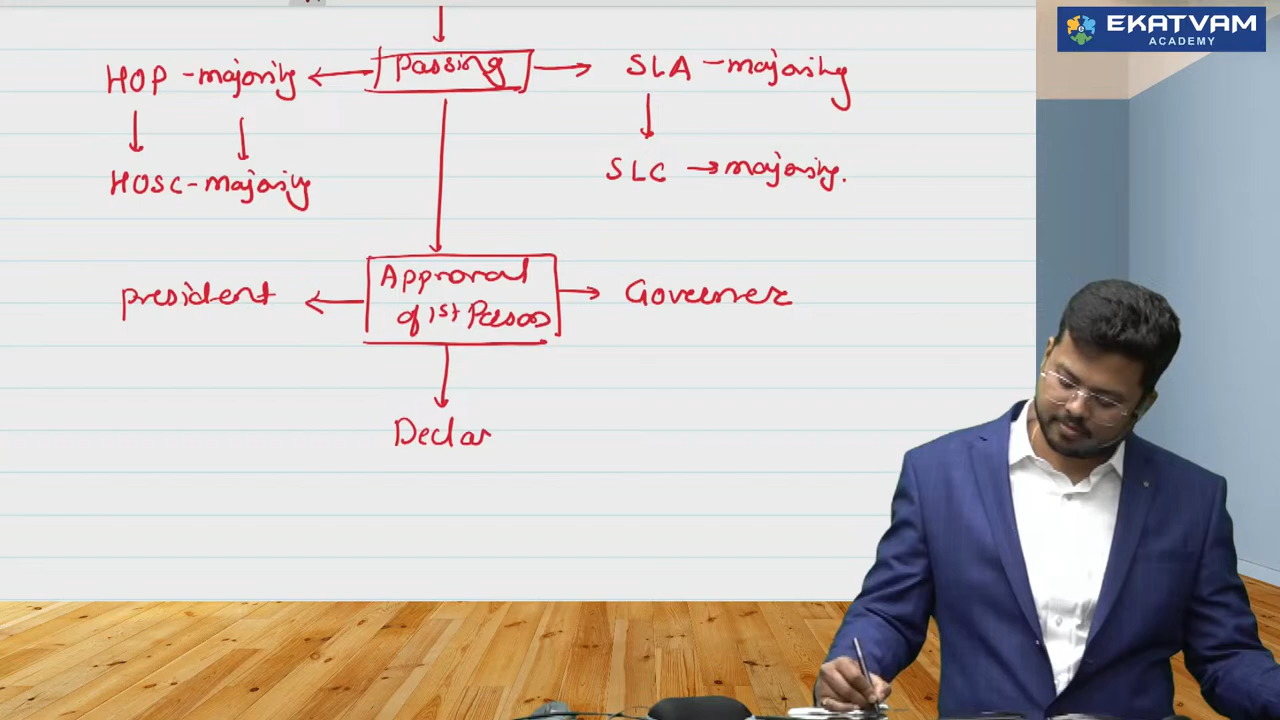 EKATVAM
ACADEMY
HOP - majority
Passing
SLA - majority
HOSC - majority
SLC → majority.
president
Approval
of 1st Person
Governer
Declar